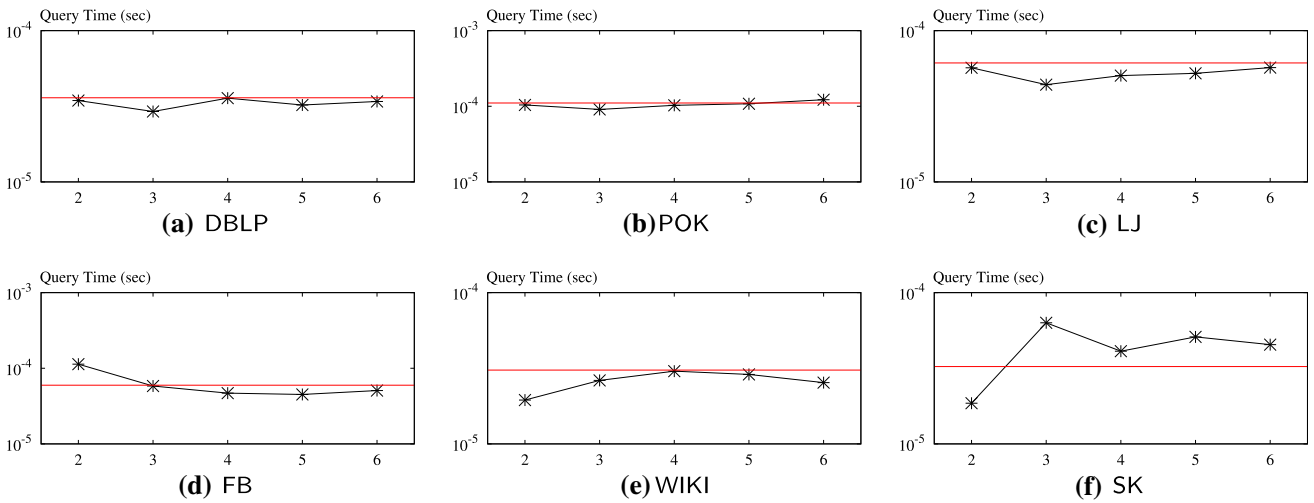 Query Time (sec) Query Time (sec) Query Time (sec)
10-4 10-3 10-4
10-4
10-5 10-5 10-5
2 3 4 5 6 2 3 4 5 6 2 3 4 5 6
(a) DBLP (b) POK (c) LJ
Query Time (sec) Query Time (sec) Query Time (sec)
10-3 10-4 10-4
10-4
10-5 10-5 10-5
2 3 4 5 6 2 3 4 5 6 2 3 4 5 6
(d) FB (e) WIKI (f) SK